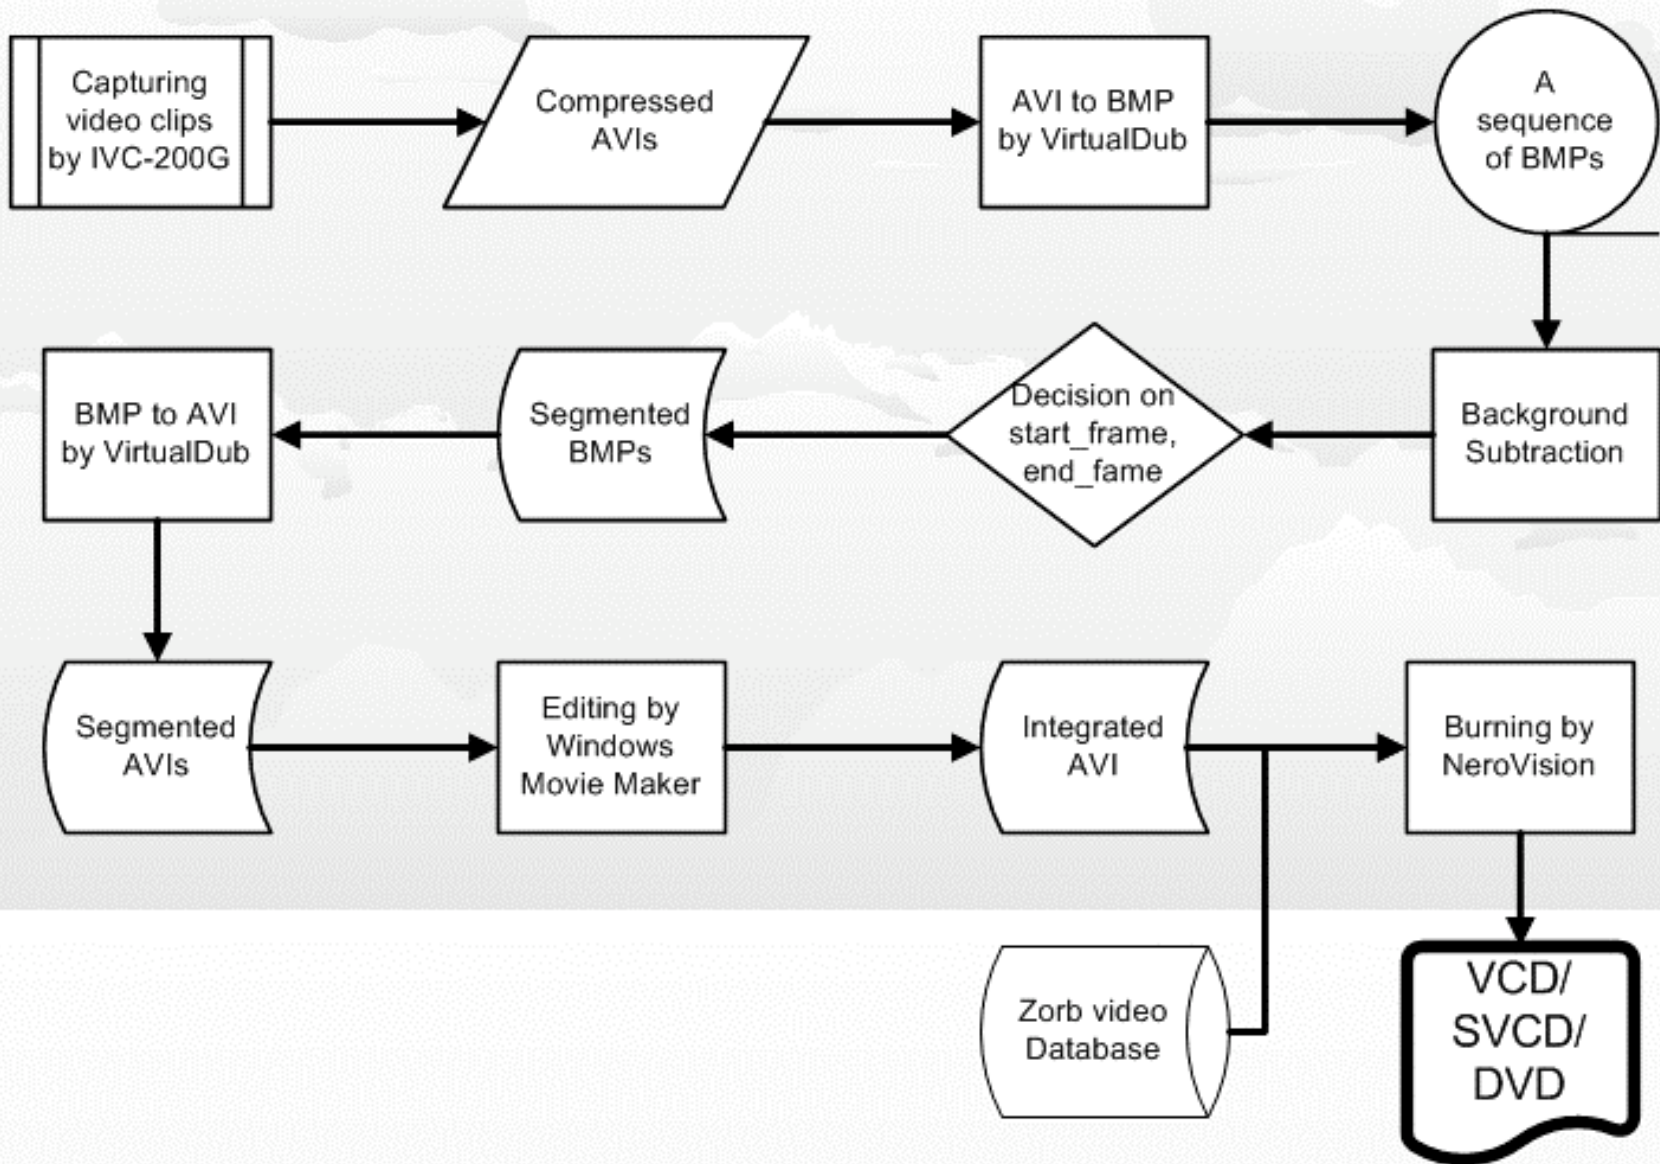 Capturing
video clips
by IVC-200G
Compressed
AVIs
AVI to BMP
by VirtualDub
A
sequence
of BMPs
BMP to AVI
by VirtualDub
Segmented
BMPs
Decision on
start_frame,
end_fame
Background
Subtraction
Segmented
AVIs
Editing by
Windows
Movie Maker
Integrated
AVI
Burning by
NeroVision
Zorb video
Database
VCD/
SVCD/
DVD